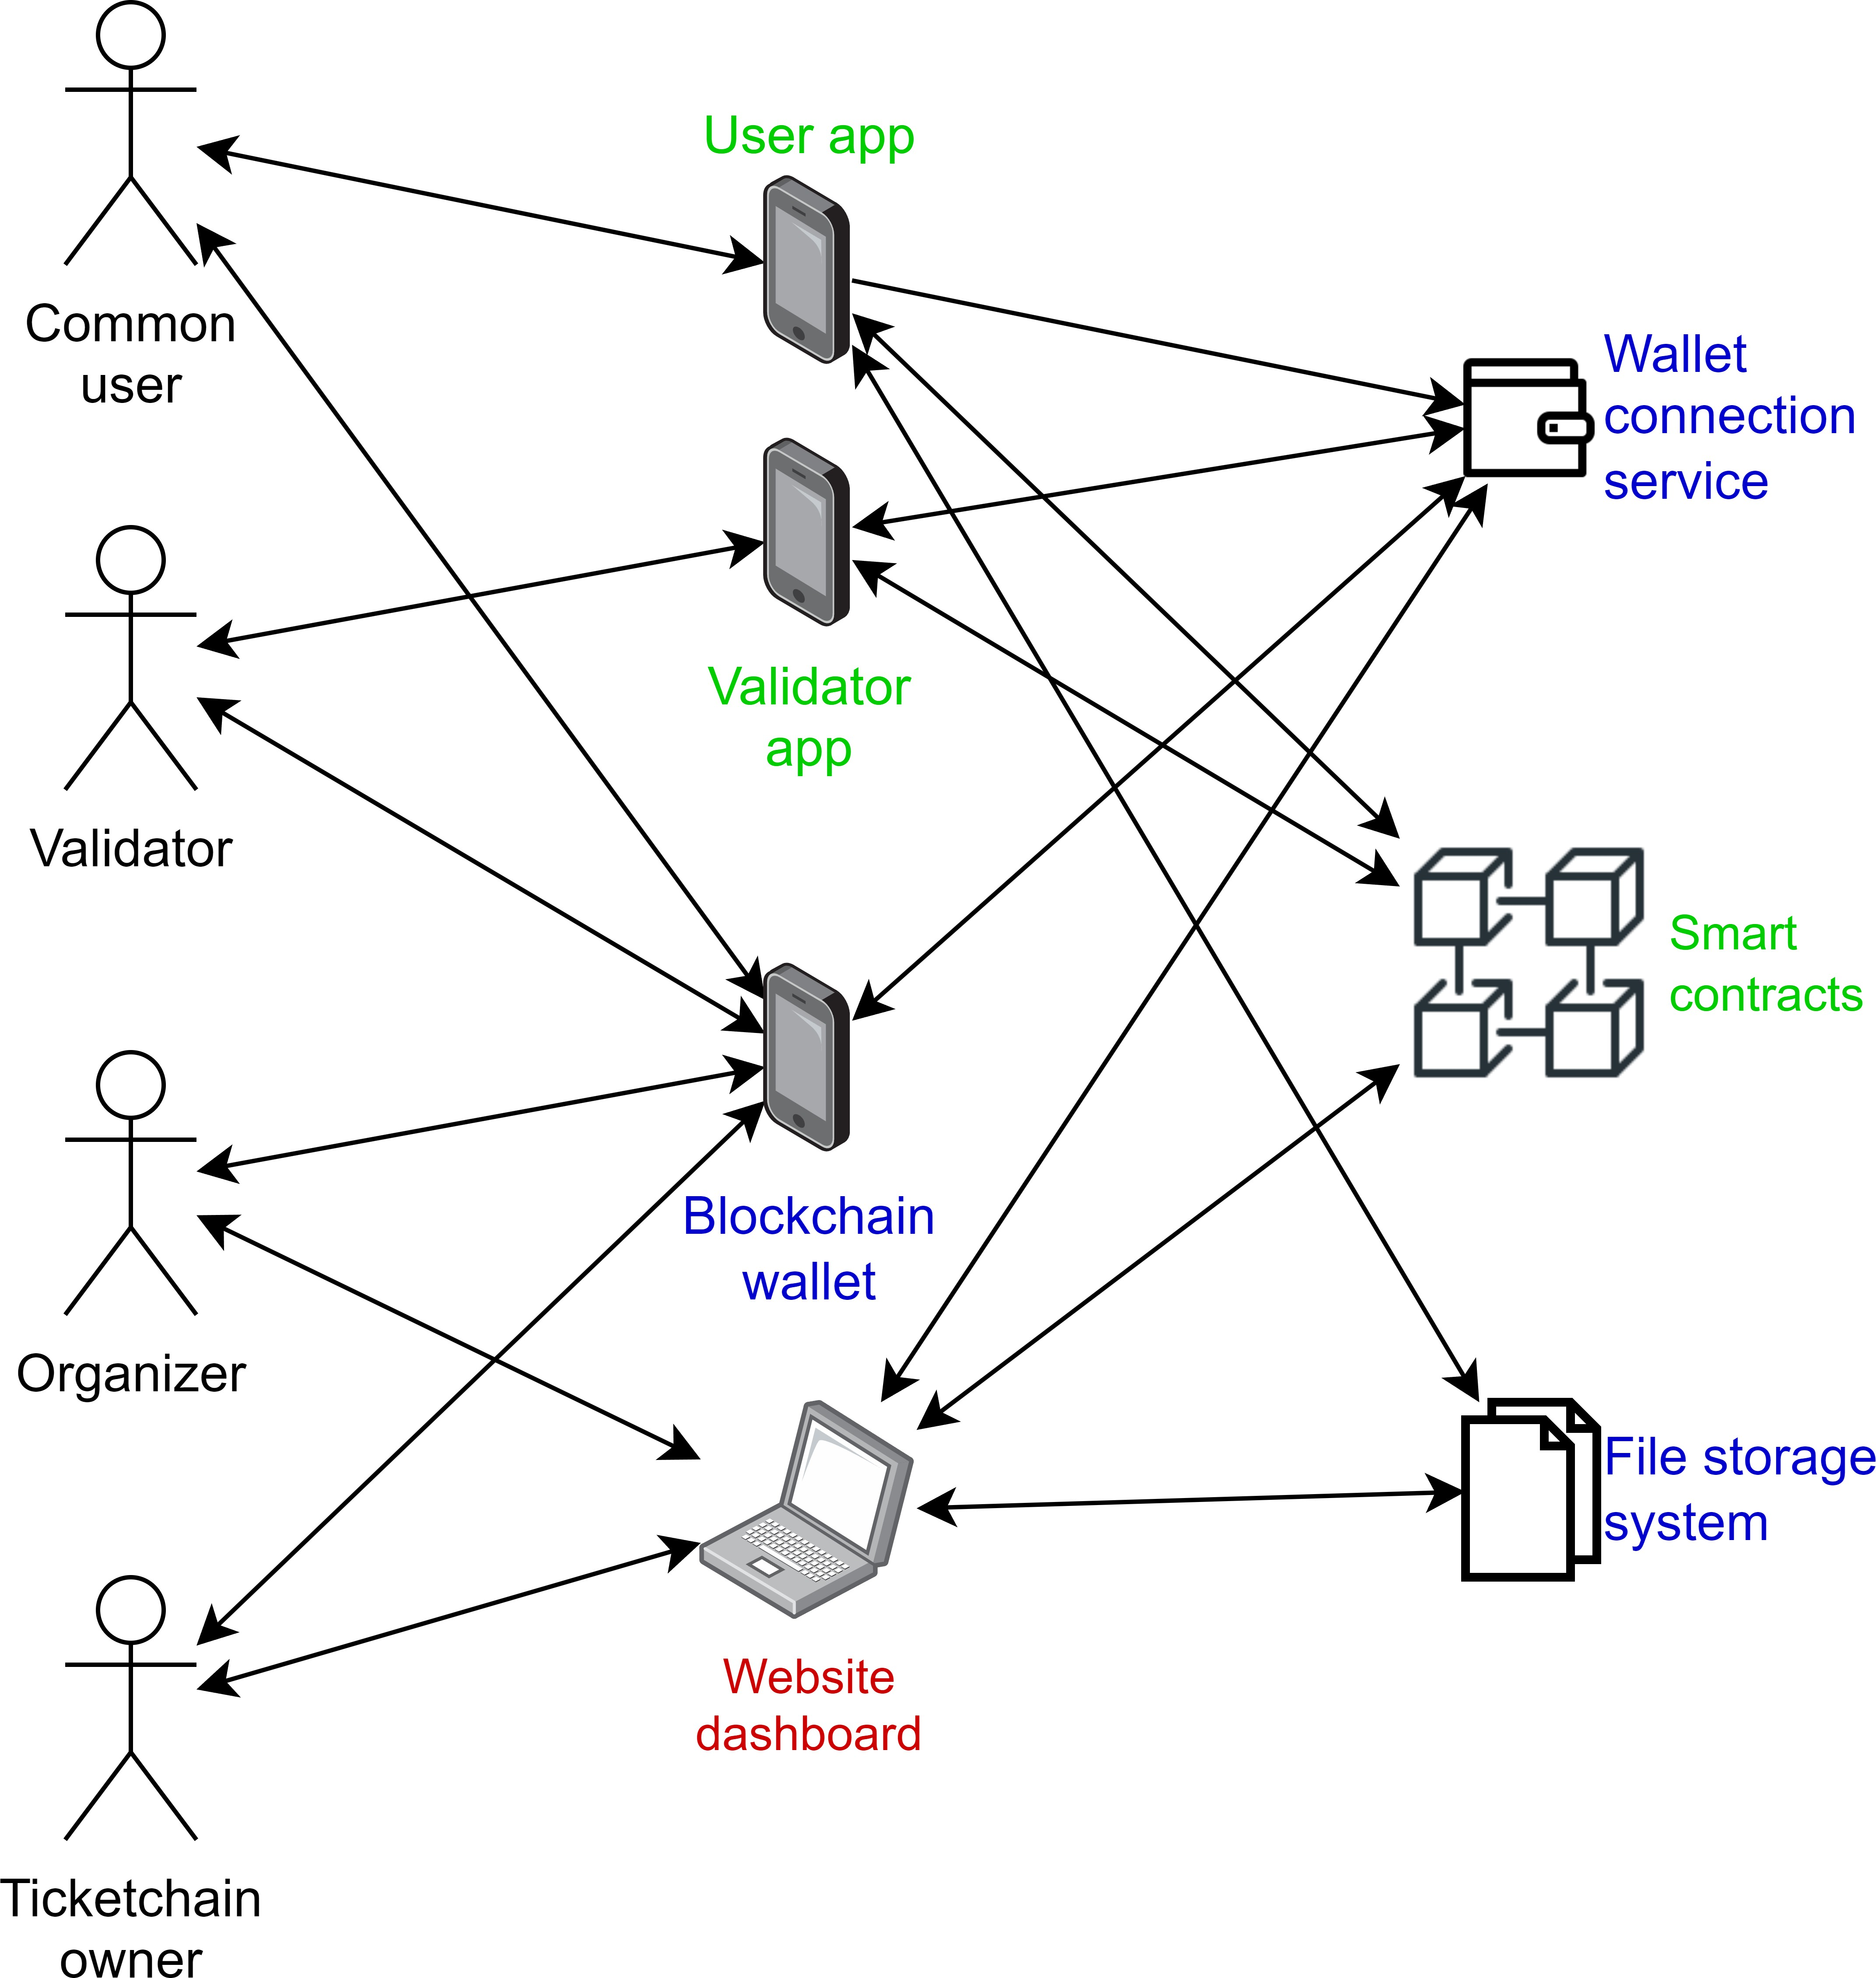 User app
Common
user
Wallet
connection
service
Validator
app
Validator
Smart
contracts
Blockchain
wallet
Organizer
File storage
system
Website
dashboard
Ticketchain
owner